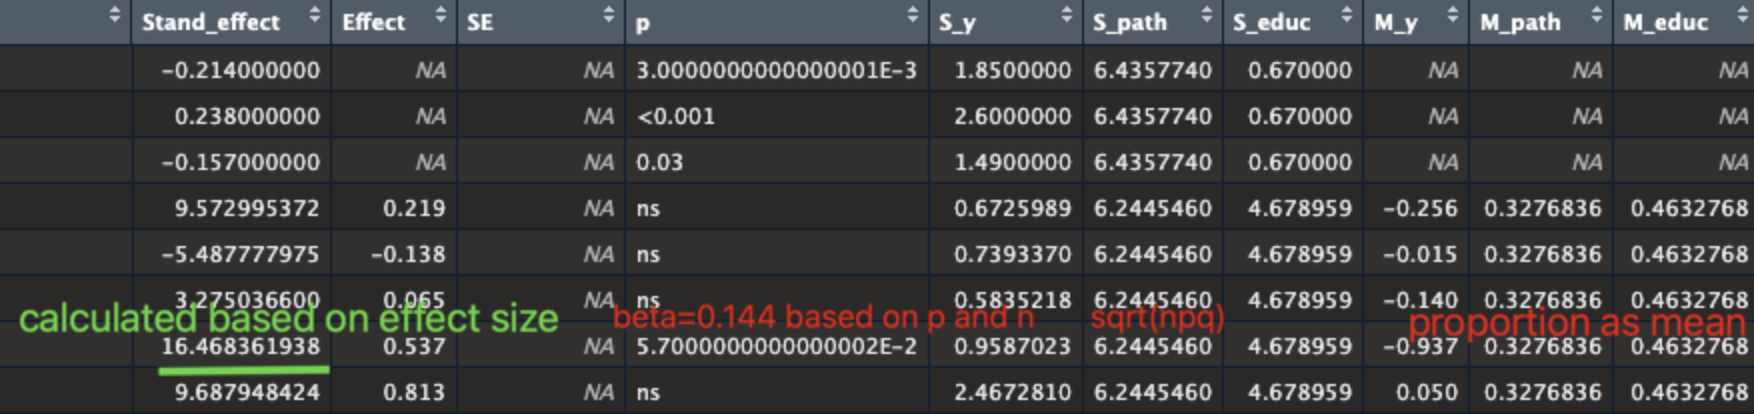 Stand_effect Effect SE p S_y S_path S_educ M_y M_path M_educ
-0.214000000 NA NA 3.0000000000000001E-3 1.8500000 6.4357740 0.670000 NA NA NA
0.238000000 NA NA <0.001 2.6000000 6.4357740 0.670000 NA NA NA
-0.157000000 NA NA 0.03 1.4900000 6.4357740 0.670000 NA NA NA
9.572995372 0.219 NA ns 0.6725989 6.2445460 4.678959 -0.256 0.3276836 0.4632768
-5.487777975 -0.138 NA ns 0.7393370 6.2445460 4.678959 -0.015 0.3276836 0.4632768
3.275036600 0.065 NA ns 0.5835218 6.2445460 4.678959 -0.140 0.3276836 0.4632768
calculated based on effect size beta=0.144 based on p and n sqrt(npq) proportion as mean
16.468361938 0.537 NA 5.7000000000000002E-2 0.9587023 6.2445460 4.678959 -0.937 0.3276836 0.4632768
9.687948424 0.813 NA ns 2.4672810 6.2445460 4.678959 0.050 0.3276836 0.4632768